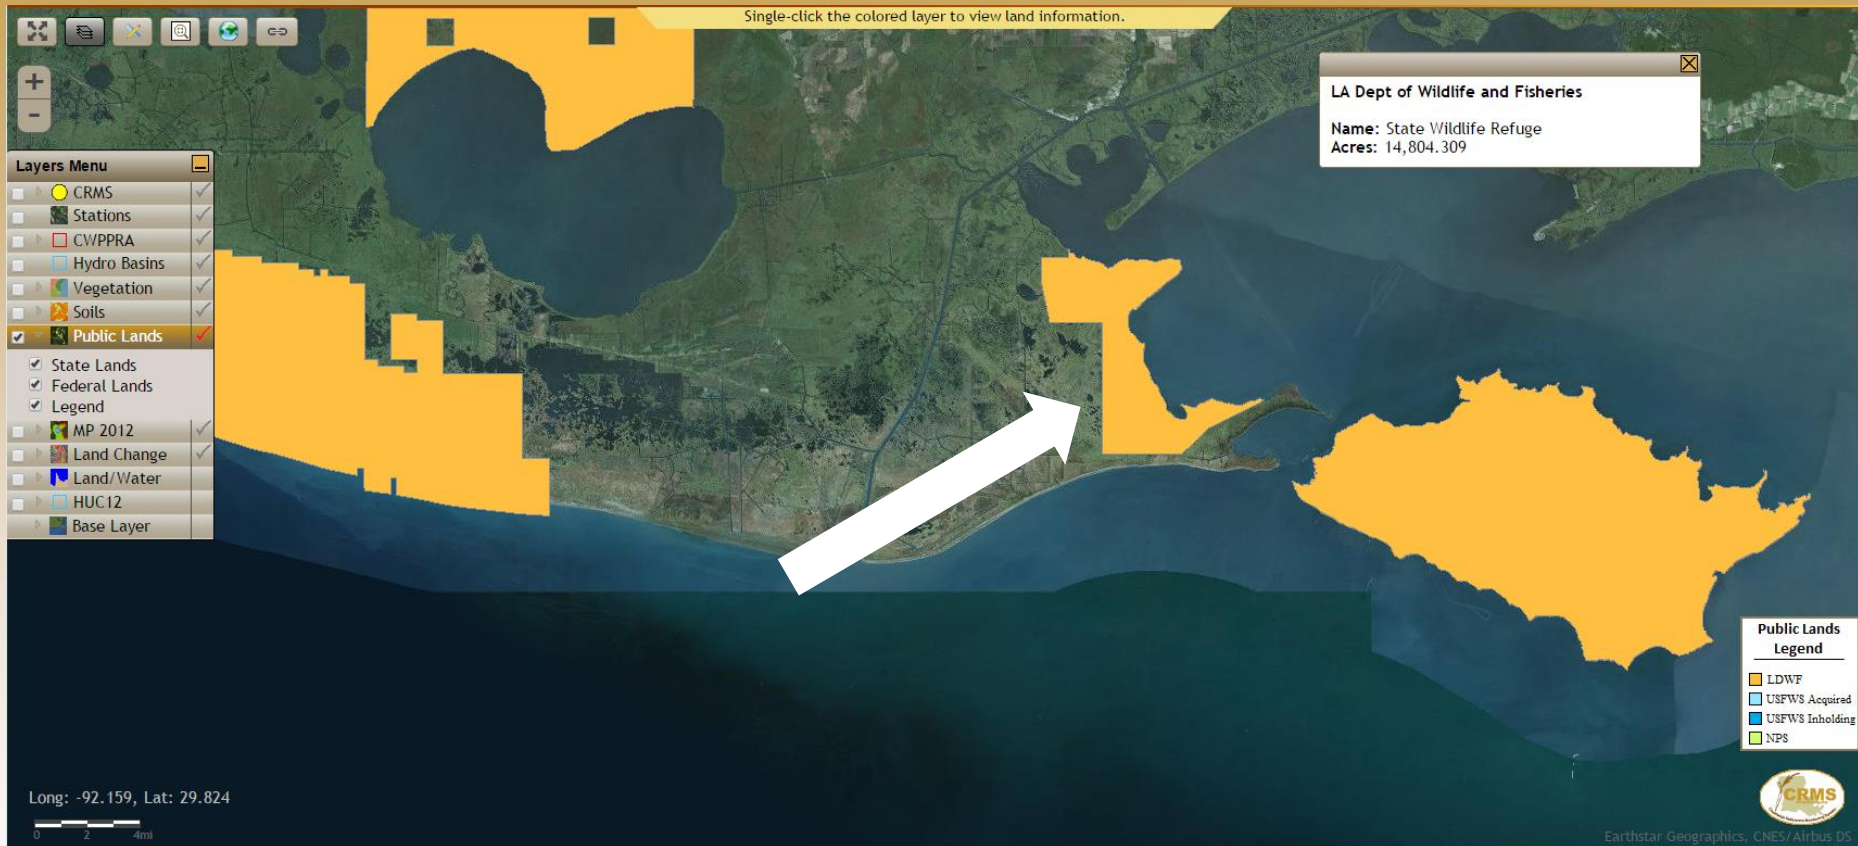 Single-click the colored layer to view land information.
LA Dept of Wildlife and Fisheries
Name: State Wildlife Refuge
Acres: 14,804.309
+
-
Layers Menu
CRMS
Stations
CWPPRA
Hydro Basins
Vegetation
Soils
Public Lands
State Lands
Federal Lands
Legend
MP 2012
Land Change
Land/Water
HUC12
Base Layer
Public Lands
Legend
LDWF
USFWS Acquired
USFWS Inholding
NPS
Long: -92.159, Lat: 29.824
0 2 4mi
CRMS
Earthstar Geographics, CNES/Airbus DS